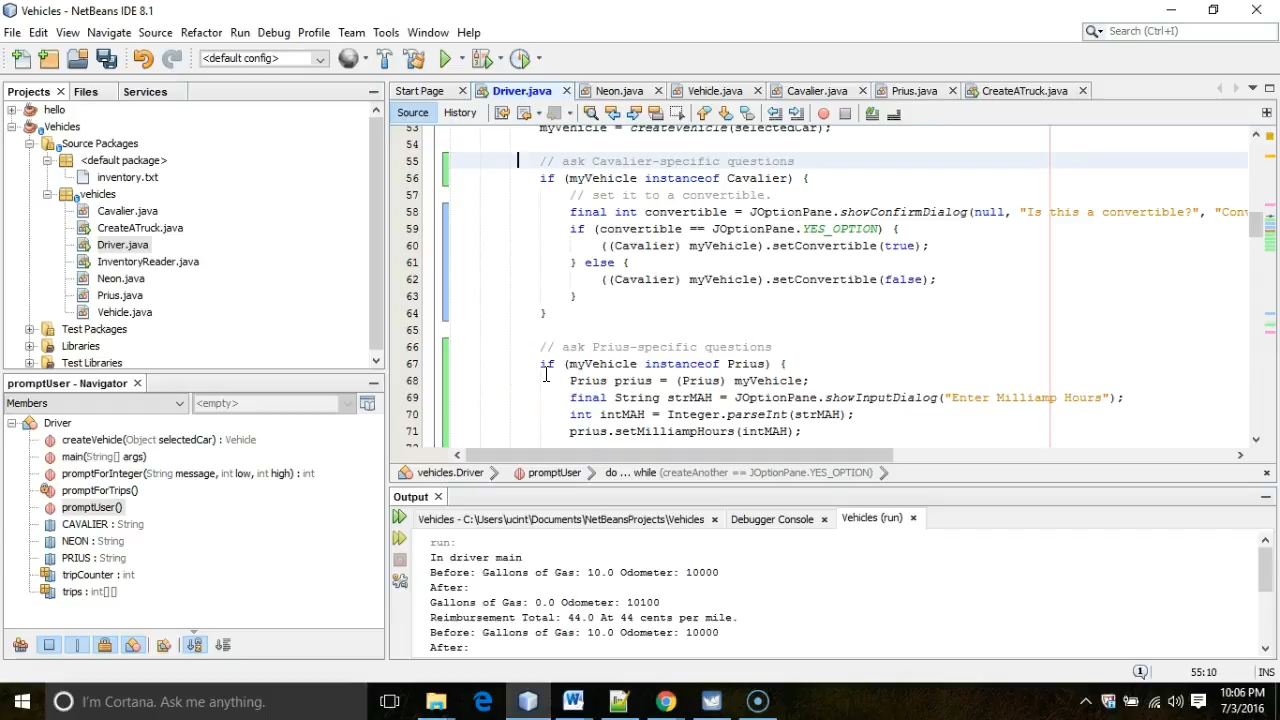 Vehicles - NetBeans IDE 8.1
File Edit View Navigate Source Refactor Run Debug Profile Team Tools Window Help
Search (Ctrl+I)
<default config>
Projects Files Services
hello
Vehicles
Source Packages
<default package>
inventory.txt
vehicles
Cavalier.java
CreateATruck.java
Driver.java
InventoryReader.java
Neon.java
Prius.java
Vehicle.java
Test Packages
Libraries
Test Libraries
promptUser - Navigator
Members <empty>
Driver
createVehicle(Object selectedCar) : Vehicle
main(String[] args)
promptForInteger(String message, int low, int high) : int
promptForTrips()
promptUser()
CAVALIER : String
NEON : String
PRIUS : String
tripCounter : int
trips : int[][]
Start Page Driver.java Neon.java Vehicle.java Cavalier.java Prius.java CreateATruck.java
Source History
53 myVehicle = createVehicle(selectedCar);
54
55 // ask Cavalier-specific questions
56 if (myVehicle instanceof Cavalier) {
57 // set it to a convertible.
58 final int convertible = JOptionPane.showConfirmDialog(null, "Is this a convertible?", "Conv
59 if (convertible == JOptionPane.YES_OPTION) {
60 ((Cavalier) myVehicle).setConvertible(true);
61 } else {
62 ((Cavalier) myVehicle).setConvertible(false);
63 }
64 }
65
66 // ask Prius-specific questions
67 if (myVehicle instanceof Prius) {
68 Prius prius = (Prius) myVehicle;
69 final String strMAH = JOptionPane.showInputDialog("Enter Milliamp Hours");
70 int intMAH = Integer.parseInt(strMAH);
71 prius.setMilliampHours(intMAH);
vehicles.Driver promptUser do ... while (createAnother == JOptionPane.YES_OPTION)
Output
Vehicles - C:\Users\ucint\Documents\NetBeansProjects\Vehicles Debugger Console Vehicles (run)
run:
In driver main
Before: Gallons of Gas: 10.0 Odometer: 10000
After:
Gallons of Gas: 0.0 Odometer: 10100
Reimbursement Total: 44.0 At 44 cents per mile.
Before: Gallons of Gas: 10.0 Odometer: 10000
After:
55:10 INS
I'm Cortana. Ask me anything.
10:06 PM
7/3/2016